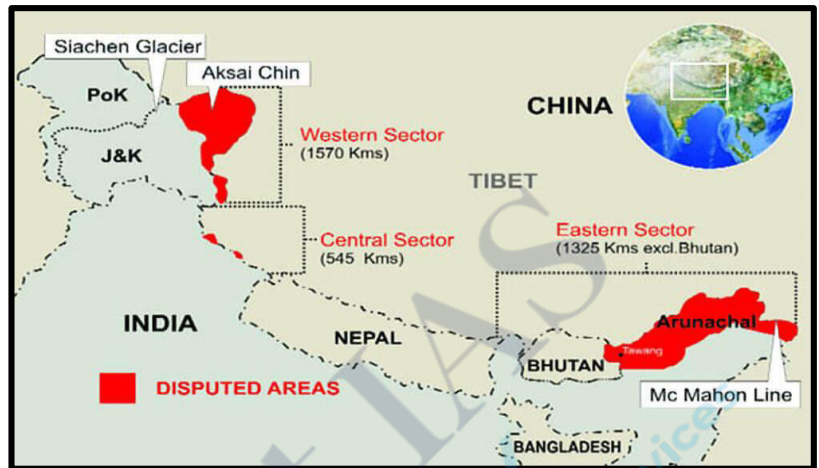 Siachen Glacier
Aksai Chin
PoK
J&K
CHINA
Western Sector
(1570 Kms)
TIBET
Central Sector
(545 Kms)
Eastern Sector
(1325 Kms excl.Bhutan)
INDIA
NEPAL
BHUTAN
Tawang
Arunachal
DISPUTED AREAS
Mc Mahon Line
BANGLADESH
IAS